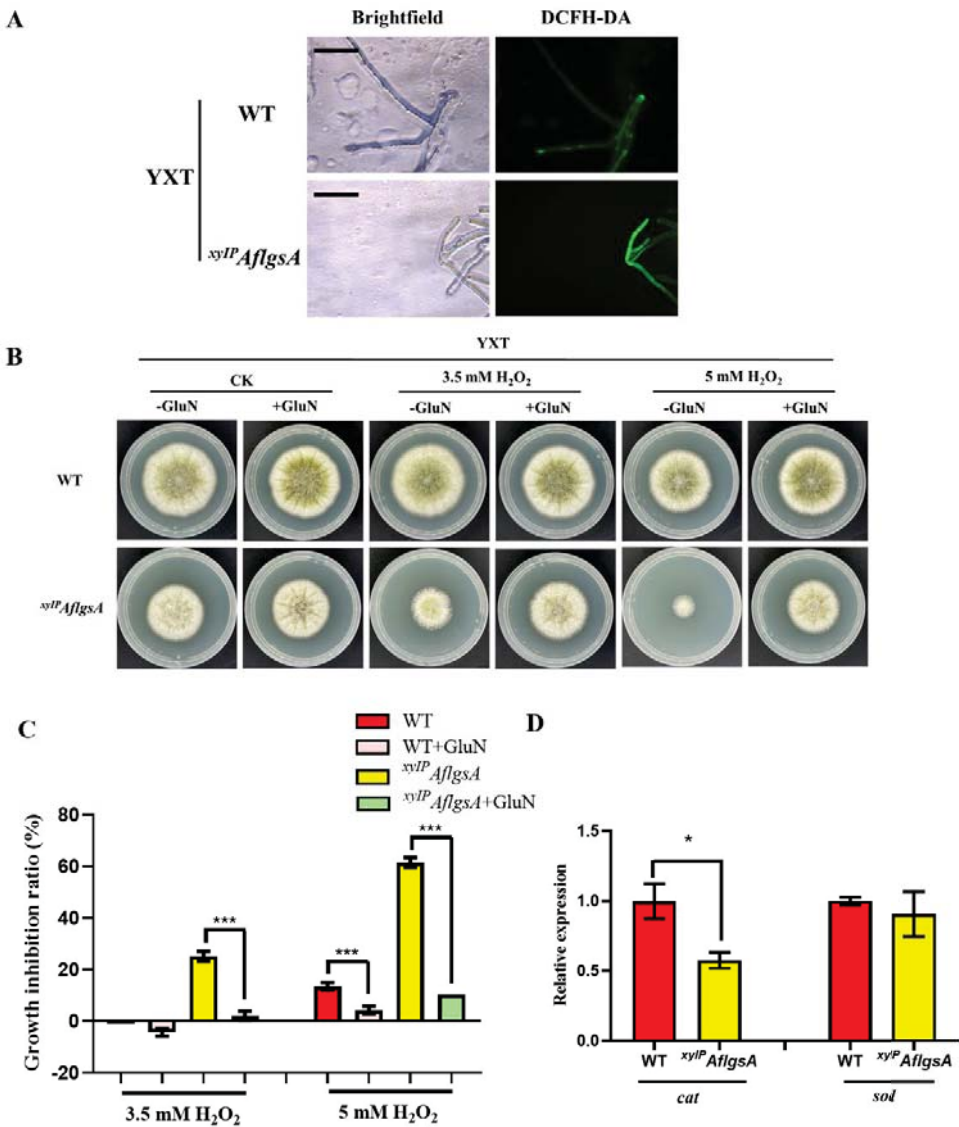 A
Brightfield DCFH-DA
WT
YXT
xylPAflgsA
B
YXT
CK 3.5 mM H2O2 5 mM H2O2
-GluN +GluN -GluN +GluN -GluN +GluN
WT
xylPAflgsA
C
WT
WT+GluN
xylPAflgsA
xylPAflgsA+GluN
Growth inhibition ratio (%)
80
60
40
20
0
-20
*** *** *** 
3.5 mM H2O2 5 mM H2O2
D
Relative expression
1.5
1.0
0.5
0.0
*
WT xylPAflgsA WT xylPAflgsA
cat sod